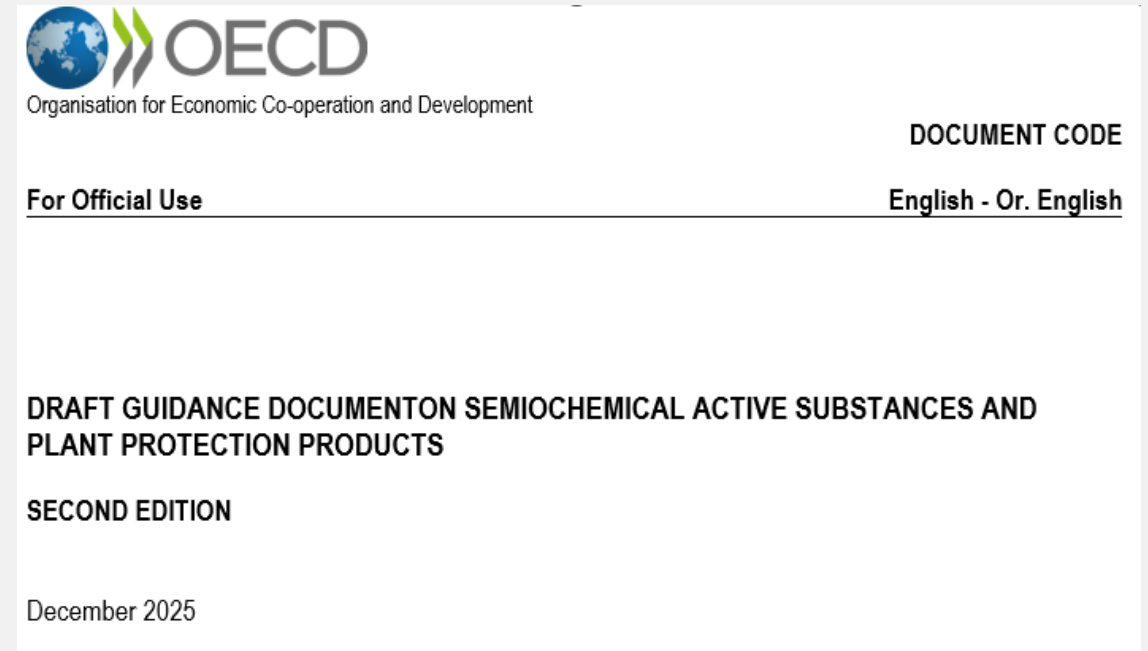 OECD
Organisation for Economic Co-operation and Development
DOCUMENT CODE
For Official Use English - Or. English
DRAFT GUIDANCE DOCUMENTON SEMIOCHEMICAL ACTIVE SUBSTANCES AND
PLANT PROTECTION PRODUCTS
SECOND EDITION
December 2025